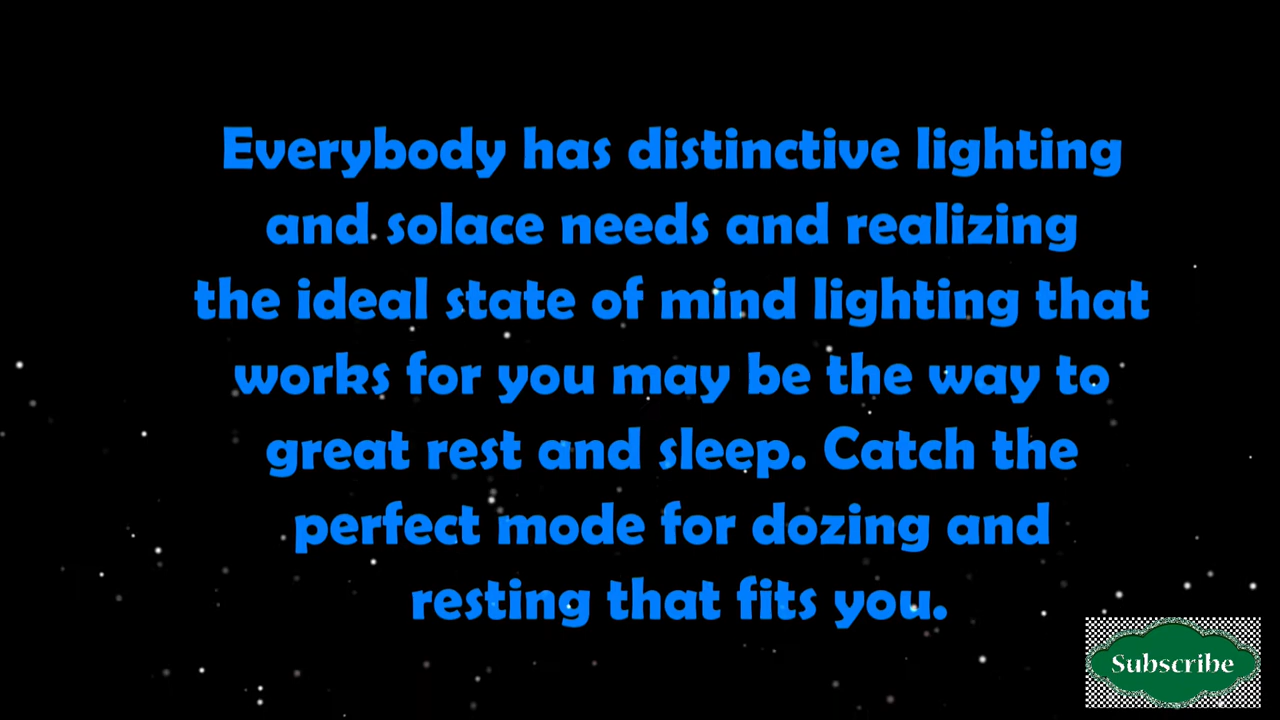 Everybody has distinctive lighting
and solace needs and realizing
the ideal state of mind lighting that
works for you may be the way to
great rest and sleep. Catch the
perfect mode for dozing and
resting that fits you.
Subscribe